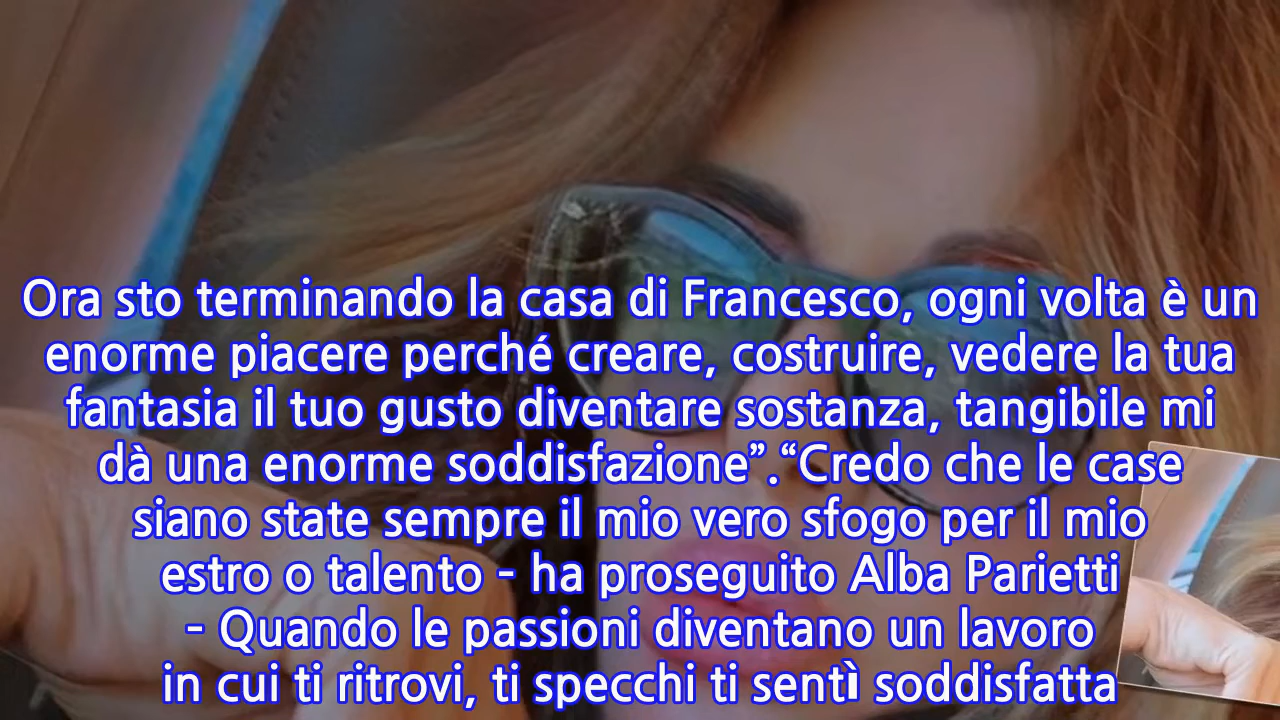 Ora sto terminando la casa di Francesco, ogni volta è un
enorme piacere perché creare, costruire, vedere la tua
fantasia il tuo gusto diventare sostanza, tangibile mi
dà una enorme soddisfazione”.“Credo che le case
siano state sempre il mio vero sfogo per il mio
estro o talento – ha proseguito Alba Parietti
– Quando le passioni diventano un lavoro
in cui ti ritrovi, ti specchi ti sentì soddisfatta